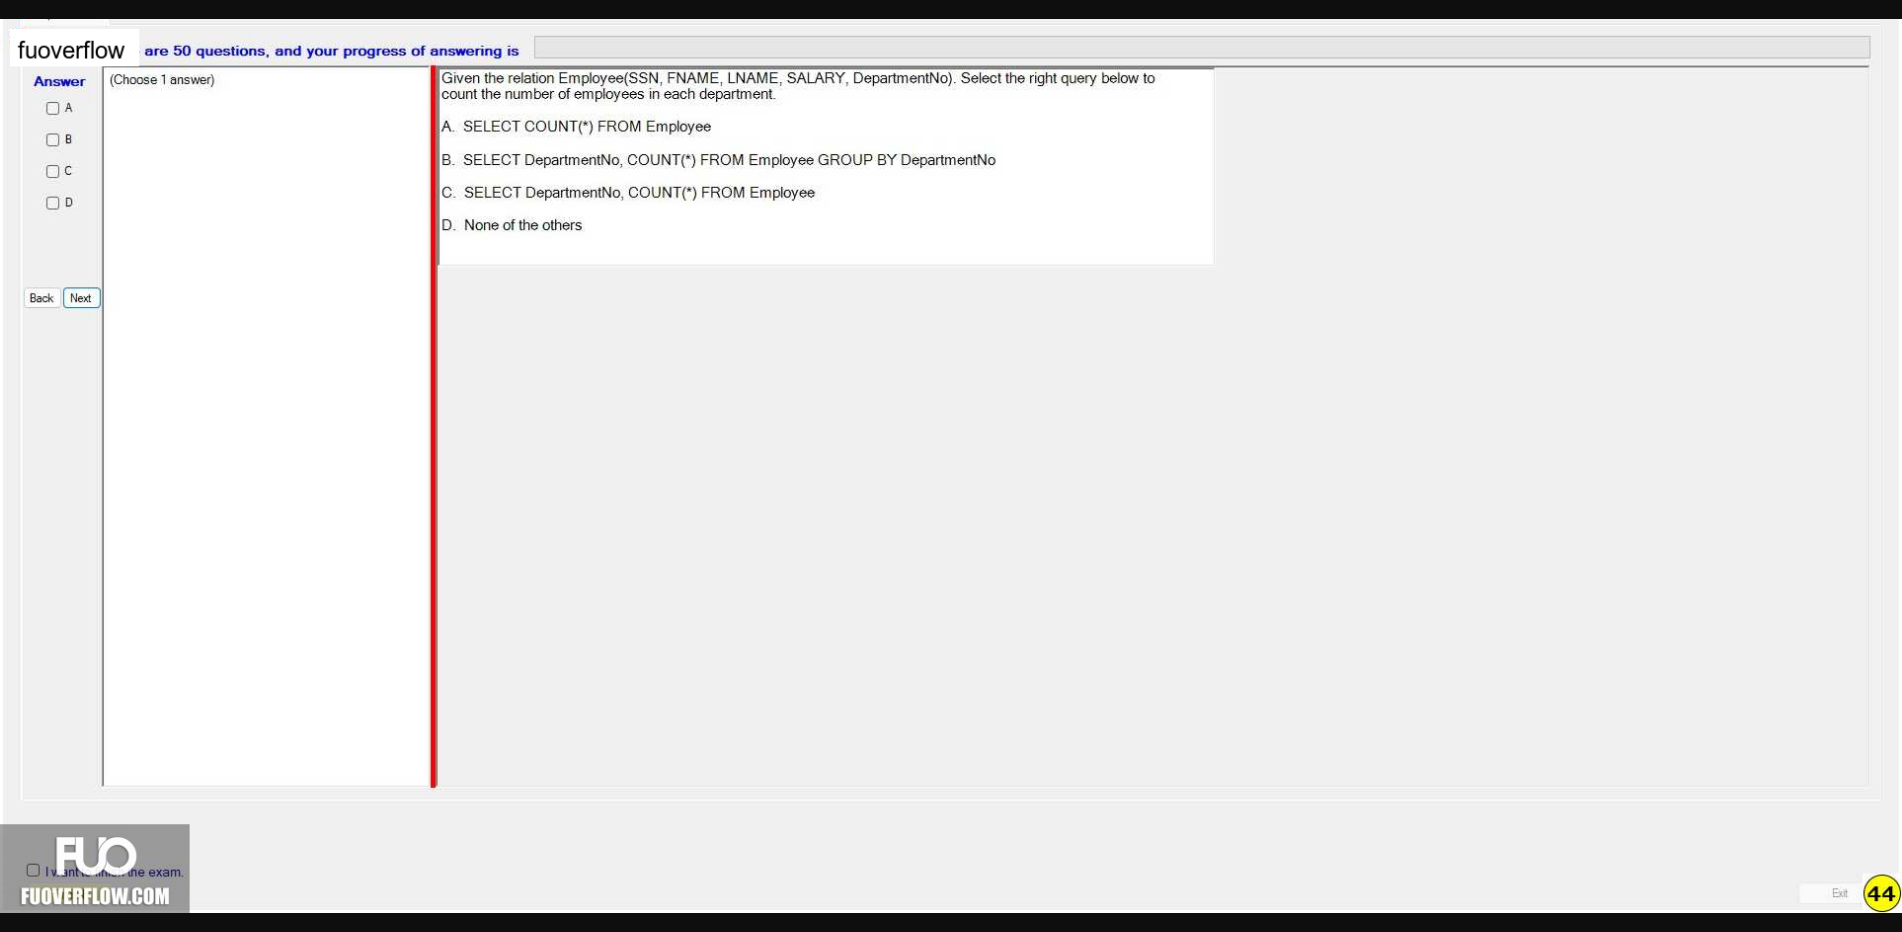 fuoverflow are 50 questions, and your progress of answering is
Answer
(Choose 1 answer)
A
B
C
D
Back Next
Given the relation Employee(SSN, FNAME, LNAME, SALARY, DepartmentNo). Select the right query below to
count the number of employees in each department.
A. SELECT COUNT(*) FROM Employee
B. SELECT DepartmentNo, COUNT(*) FROM Employee GROUP BY DepartmentNo
C. SELECT DepartmentNo, COUNT(*) FROM Employee
D. None of the others
FUO
I want to finish the exam.
FUOVERFLOW.COM
Exit
44